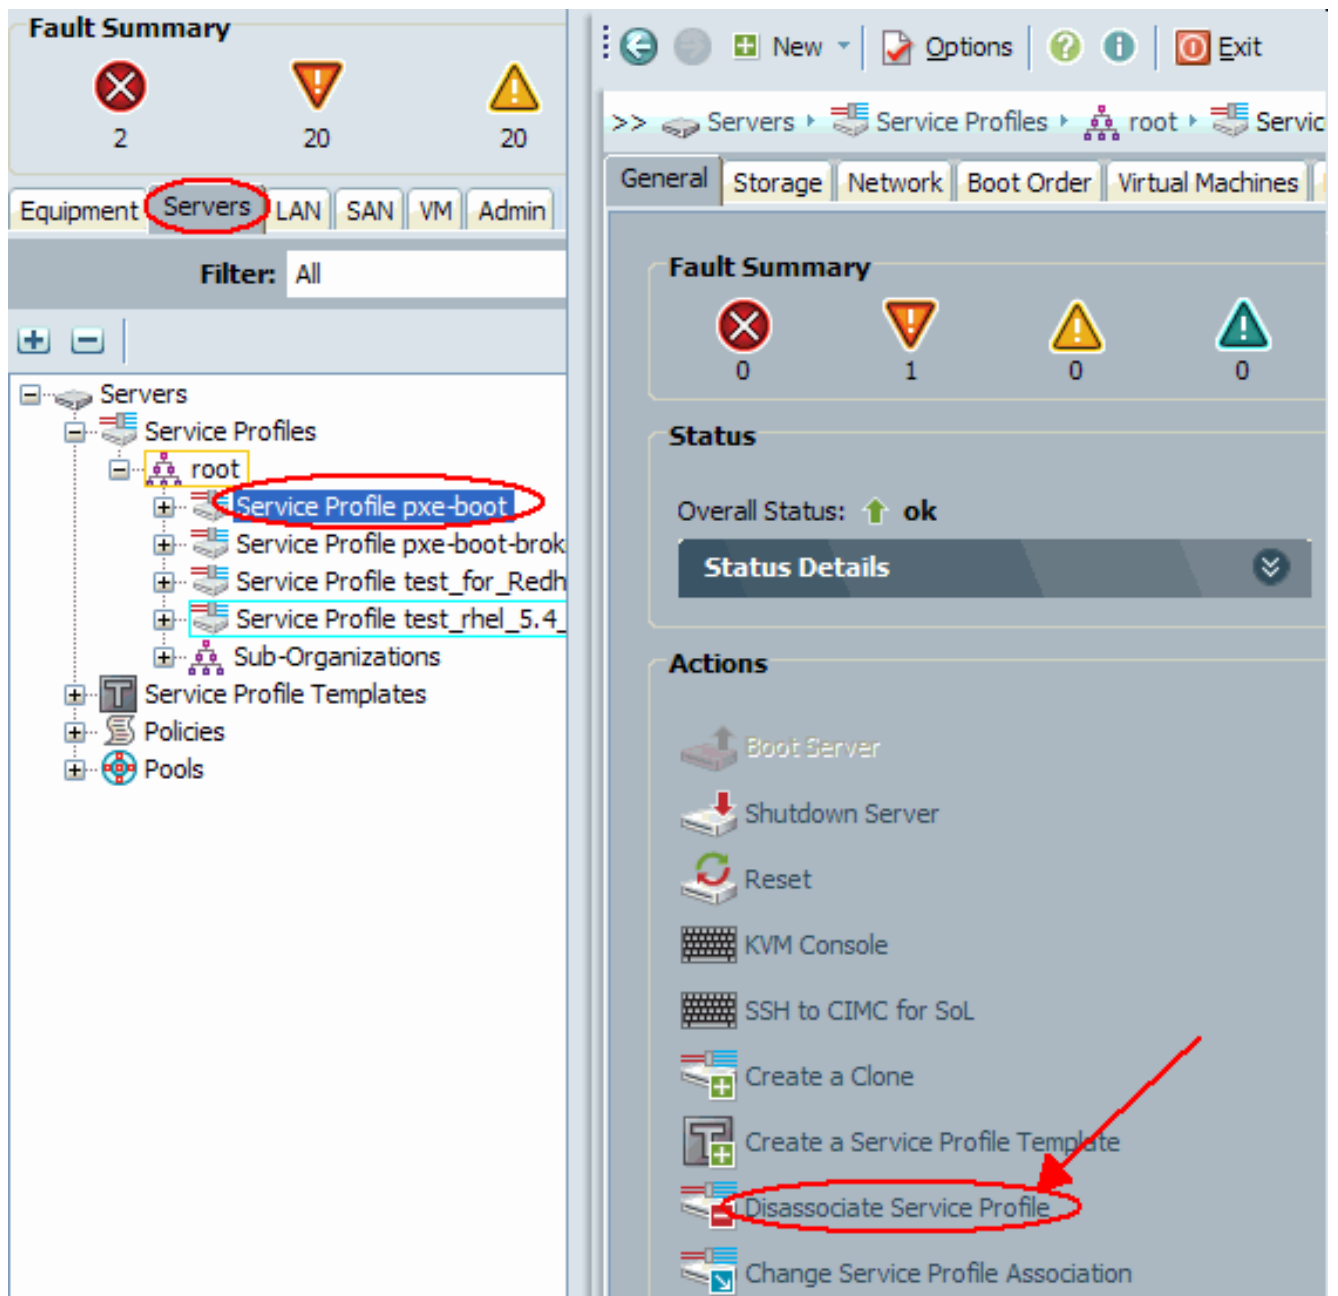 Fault Summary
2 20 20
Equipment Servers LAN SAN VM Admin
Filter: All
Servers
Service Profiles
root
Service Profile pxe-boot
Service Profile pxe-boot-brok
Service Profile test_for_Redh
Service Profile test_rhel_5.4_
Sub-Organizations
Service Profile Templates
Policies
Pools
New Options Exit
>> Servers Service Profiles root Servic
General Storage Network Boot Order Virtual Machines
Fault Summary
0 1 0 0
Status
Overall Status: ok
Status Details
Actions
Boot Server
Shutdown Server
Reset
KVM Console
SSH to CIMC for SoL
Create a Clone
Create a Service Profile Template
Disassociate Service Profile
Change Service Profile Association